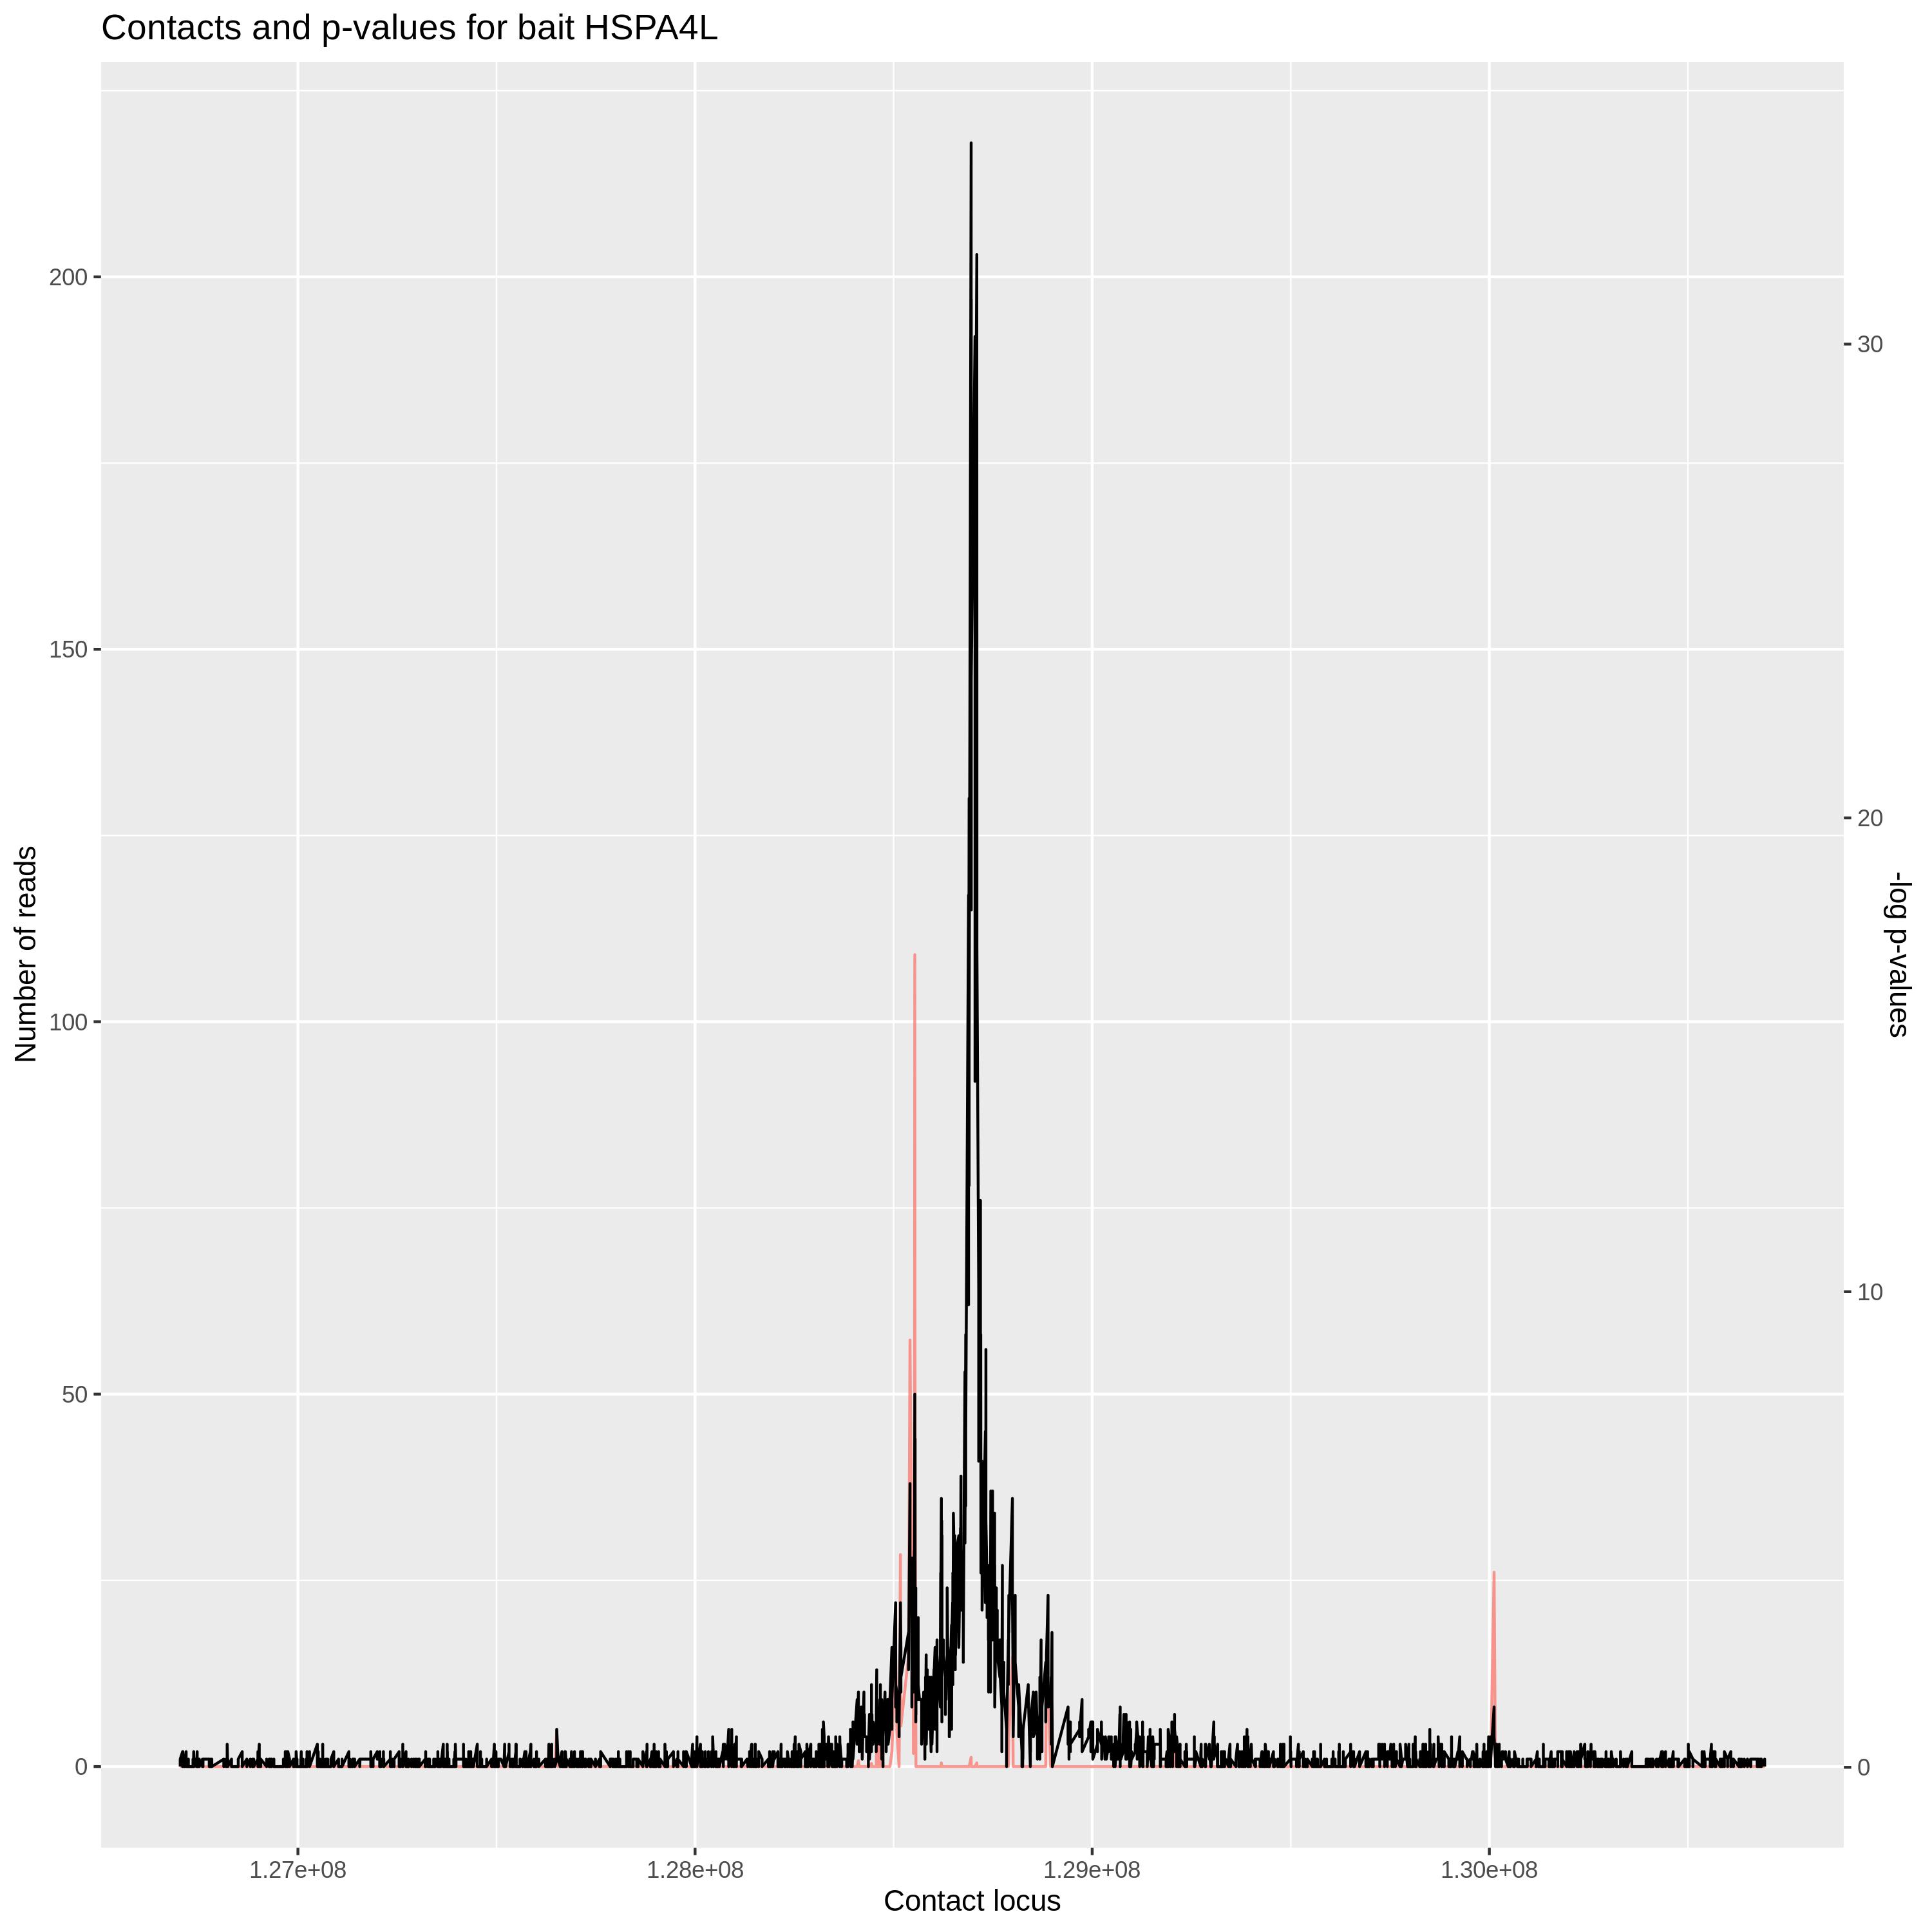 Contacts and p-values for bait HSPA4L
Number of reads
200
150
100
50
0
30
20
10
0
-log p-values
1.27e+08
1.28e+08
1.29e+08
1.30e+08
Contact locus